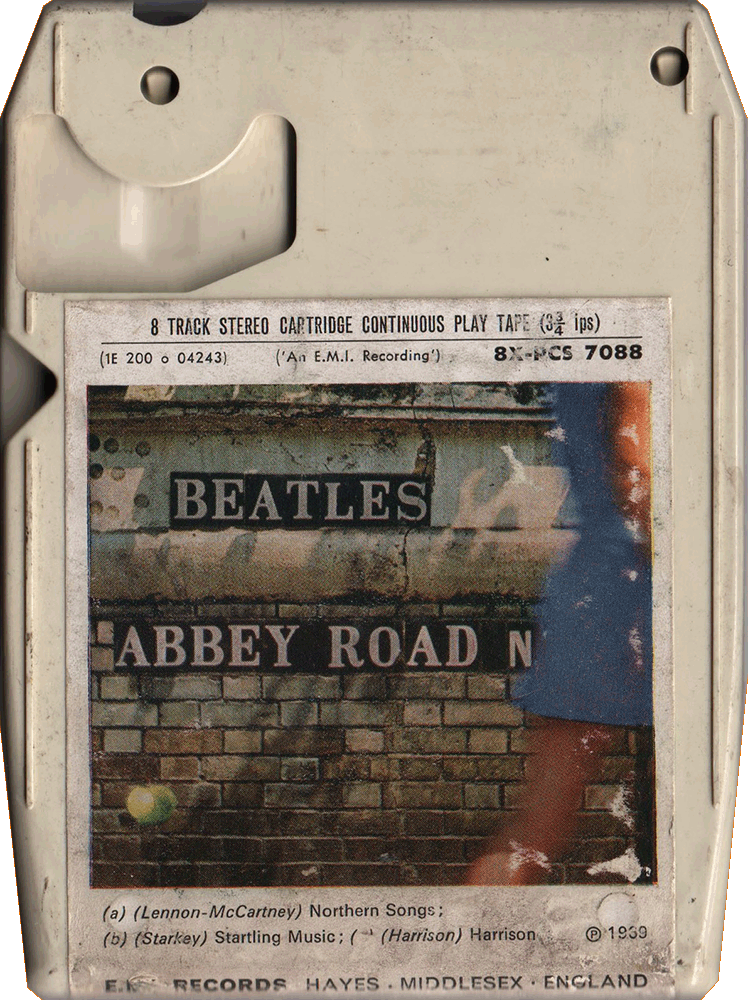 8 TRACK STEREO CARTRIDGE CONTINUOUS PLAY TAPE (3¾ ips)
(1E 200 o 04243) ('An E.M.I. Recording') 8X-PCS 7088
BEATLES
ABBEY ROAD N
(a) (Lennon-McCartney) Northern Songs;
(b) (Starkey) Startling Music; (Harrison) Harrison ℗ 1969
RECORDS HAYES · MIDDLESEX · ENGLAND